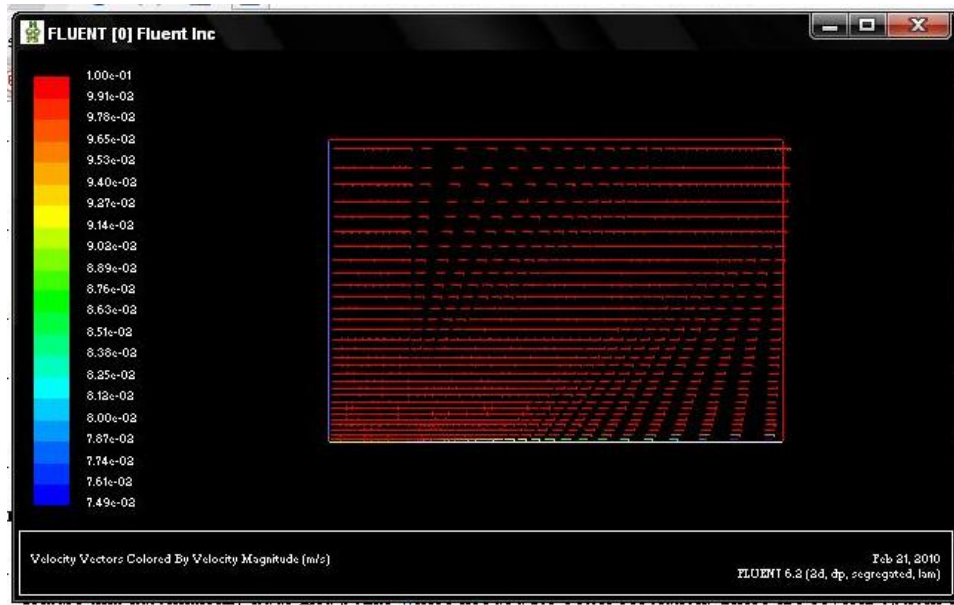 FLUENT [0] Fluent Inc
1.00e-01
9.91e-02
9.78e-02
9.65e-02
9.53e-02
9.40e-02
9.27e-02
9.14e-02
9.02e-02
8.89e-02
8.76e-02
8.63e-02
8.51e-02
8.38e-02
8.25e-02
8.12e-02
8.00e-02
7.87e-02
7.74e-02
7.61e-02
7.49e-02
Velocity Vectors Colored By Velocity Magnitude (m/s)
Feb 21, 2010
FLUENT 6.2 (2d, dp, segregated, lam)